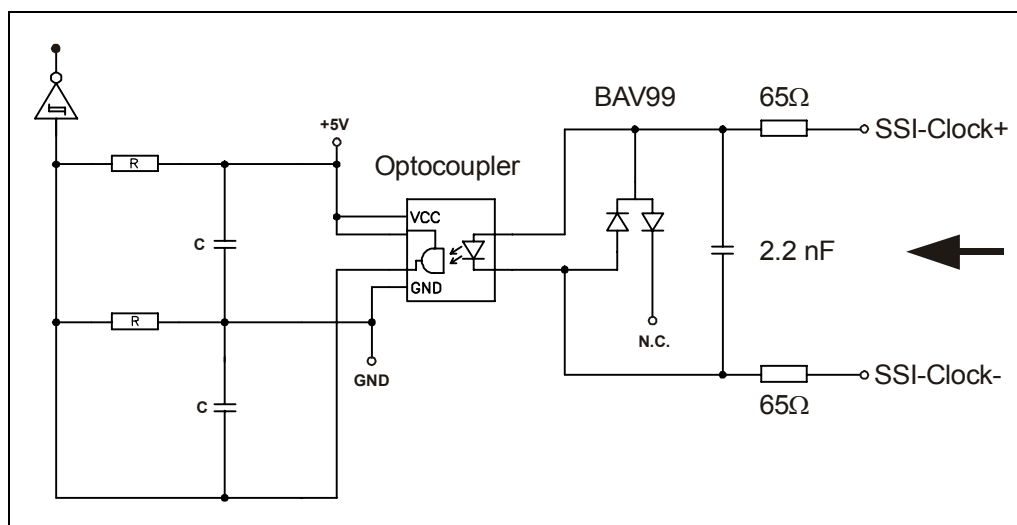 BAV99
65Ω
SSI-Clock+
+5V
R
Optocoupler
VCC
C
2.2 nF
GND
R
N.C.
GND
SSI-Clock-
65Ω
C